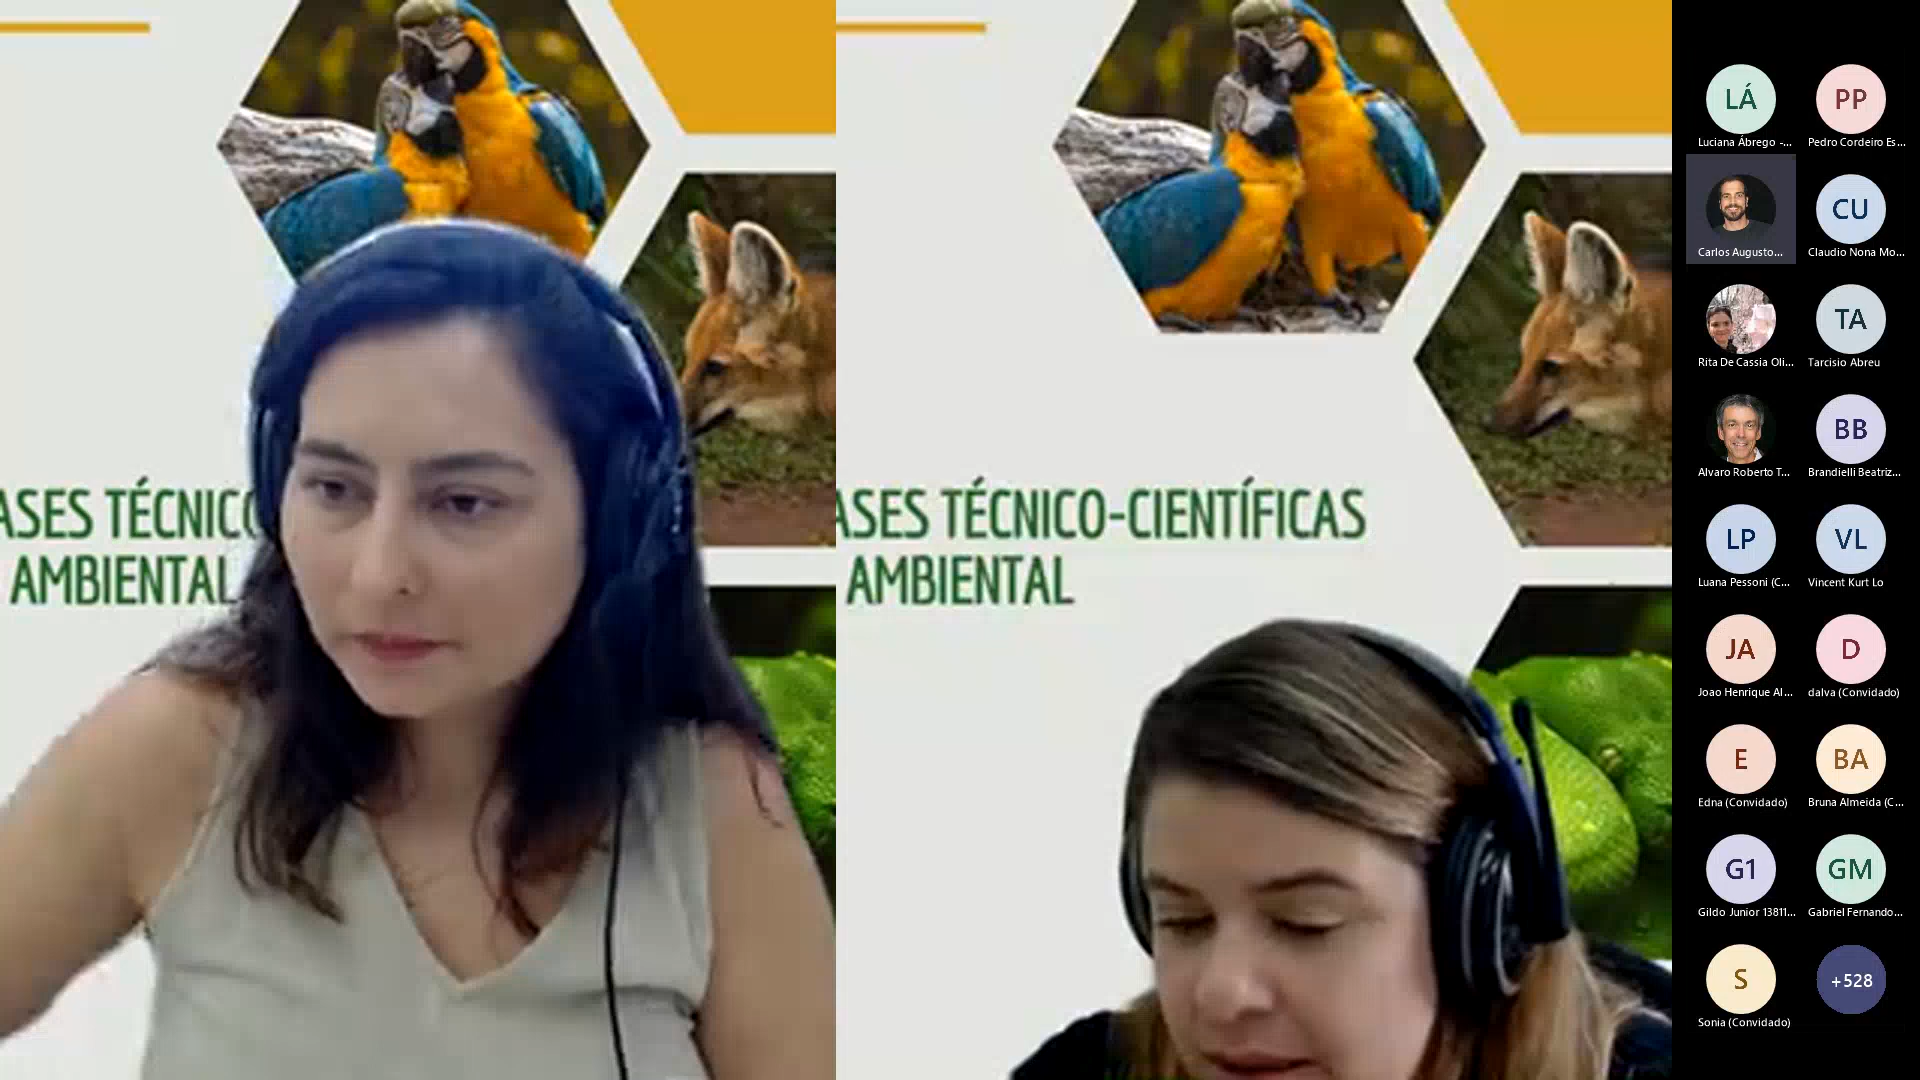 ASES TÉCNICO
AMBIENTAL
ASES TÉCNICO-CIENTÍFICAS
AMBIENTAL
LÁ
Luciana Ábrego -...
PP
Pedro Cordeiro Es...
Carlos Augusto...
CU
Claudio Nona Mo...
Rita De Cassia Oli...
TA
Tarcisio Abreu
Alvaro Roberto T...
BB
Brandielli Beatriz...
LP
Luana Pessoni (C...
VL
Vincent Kurt Lo
JA
Joao Henrique Al...
D
dalva (Convidado)
E
Edna (Convidado)
BA
Bruna Almeida (C...
G1
Gildo Junior 13811...
GM
Gabriel Fernando...
S
Sonia (Convidado)
+528